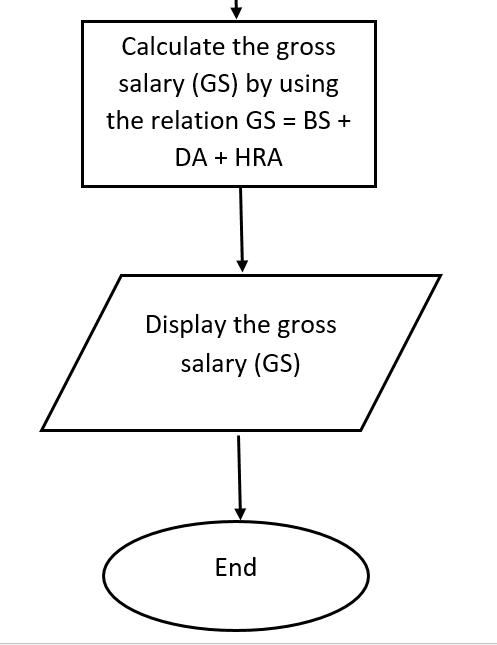 Calculate the gross
salary (GS) by using
the relation GS = BS +
DA + HRA
Display the gross
salary (GS)
End